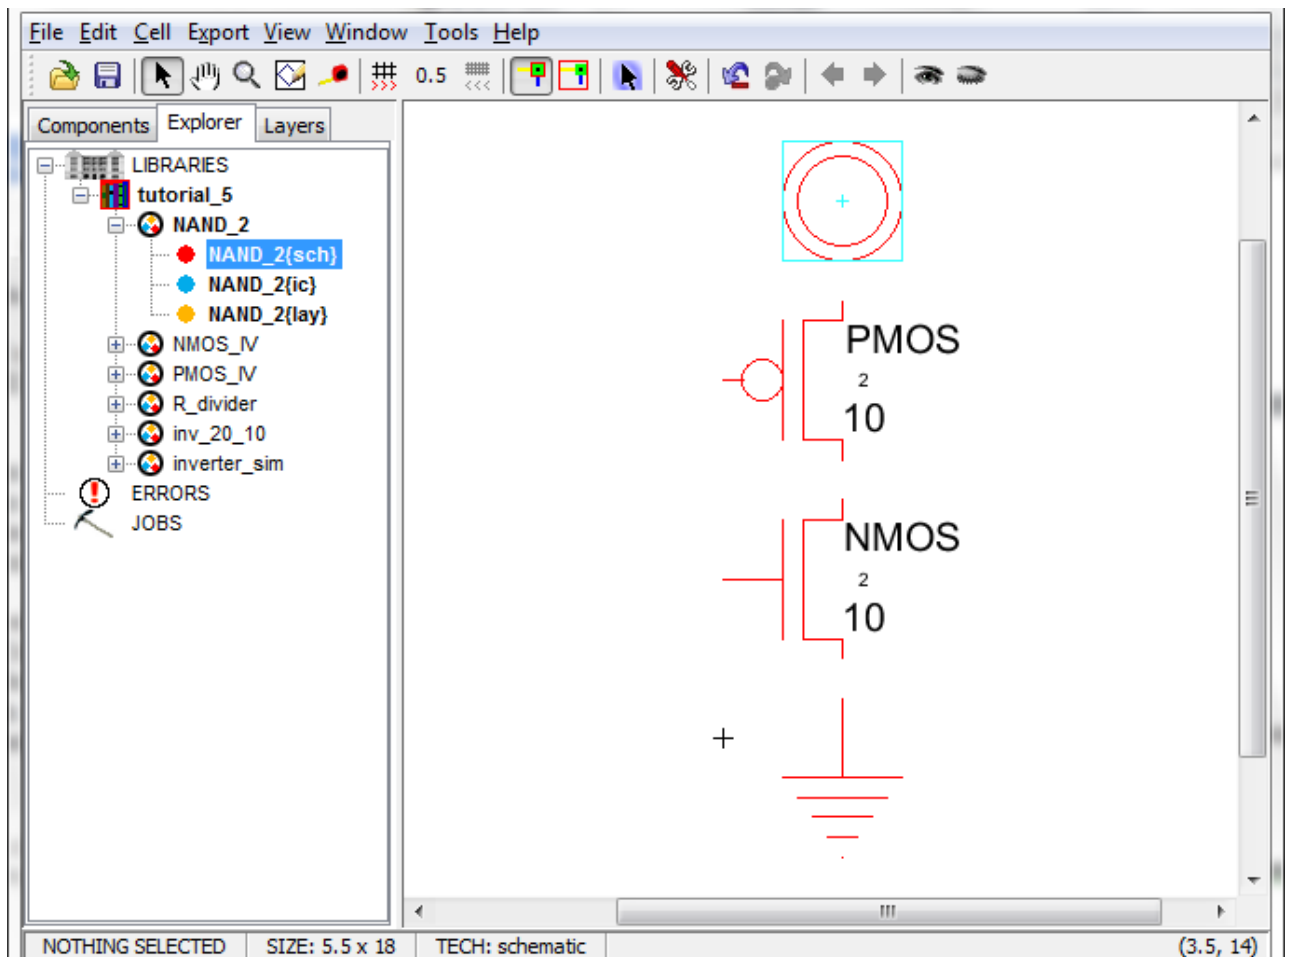 File Edit Cell Export View Window Tools Help
0.5
Components Explorer Layers
LIBRARIES
tutorial_5
NAND_2
NAND_2{sch}
NAND_2{ic}
NAND_2{lay}
NMOS_IV
PMOS_IV
R_divider
inv_20_10
inverter_sim
ERRORS
JOBS
PMOS
2
10
NMOS
2
10
NOTHING SELECTED SIZE: 5.5 x 18 TECH: schematic (3.5, 14)